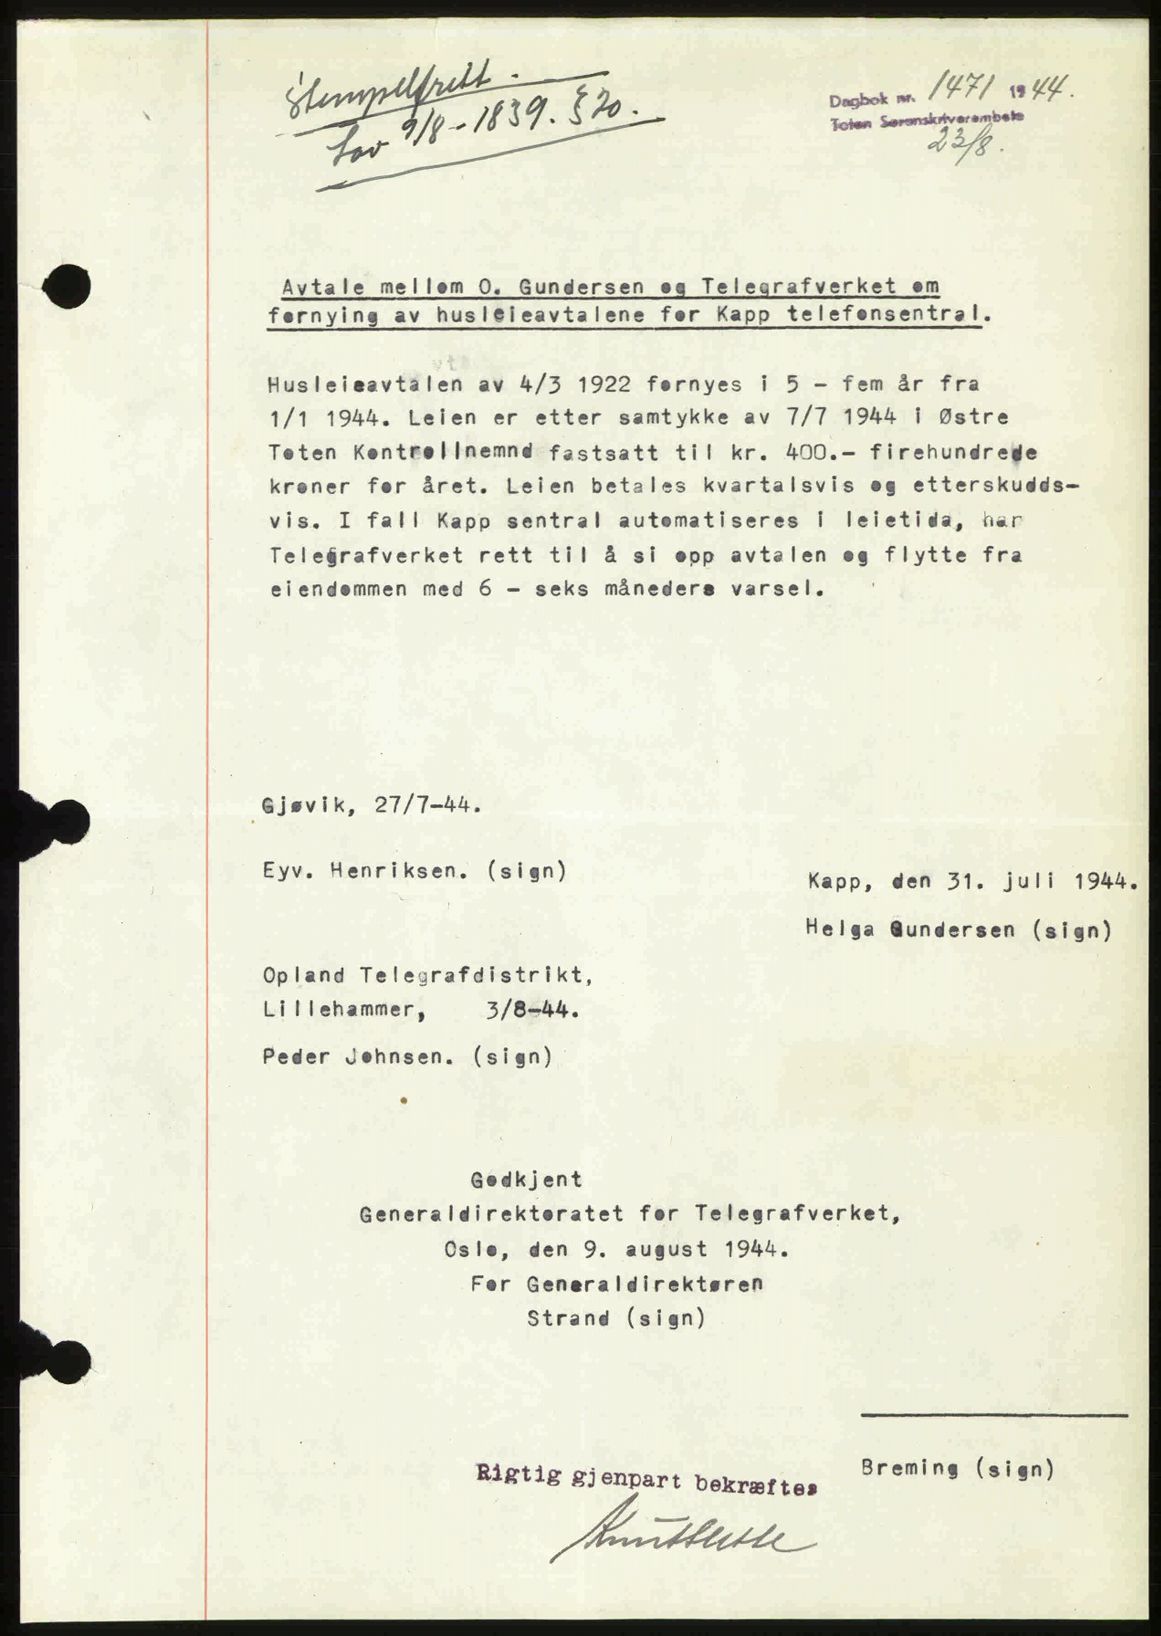 Stempelfritt.
Lov 9/8-1839. § 20.
Dagbok nr. 1471 1944.
Toten Sorenskriverembete
23/8.
Avtale mellom O. Gundersen og Telegrafverket om
fornying av husleieavtalene for Kapp telefonsentral.
Husleieavtalen av 4/3 1922 fornyes i 5 - fem år fra
1/1 1944. Leien er etter samtykke av 7/7 1944 i Østre
Toten Kontrollnemnd fastsatt til kr. 400.- firehundrede
kroner for året. Leien betales kvartalsvis og etterskudds-
vis. I fall Kapp sentral automatiseres i leietida, har
Telegrafverket rett til å si opp avtalen og flytte fra
eiendommen med 6 - seks måneders varsel.
Gjøvik, 27/7-44.
Eyv. Henriksen. (sign)
Kapp, den 31. juli 1944.
Helga Gundersen (sign)
Opland Telegrafdistrikt,
Lillehammer, 3/8-44.
Peder Johnsen. (sign)
Godkjent
Generaldirektoratet for Telegrafverket,
Oslo, den 9. august 1944.
For Generaldirektøren
Strand (sign)
Breming (sign)
Rigtig gjenpart bekræftes